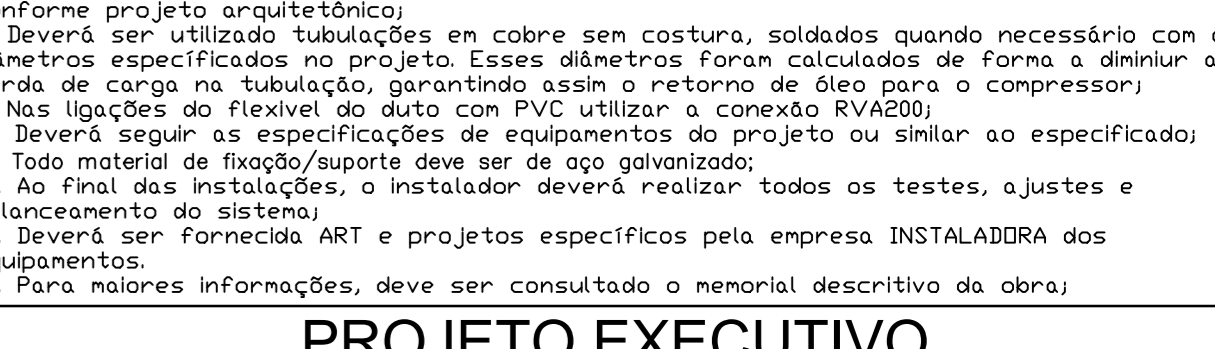 nforme projeto arquitetônico;
Deverá ser utilizado tubulações em cobre sem costura, soldados quando necessário com
âmetros específicados no projeto. Esses diâmetros foram calculados de forma a diminiur a
rda de carga na tubulação, garantindo assim o retorno de óleo para o compressor;
Nas ligações do flexivel do duto com PVC utilizar a conexão RVA200;
Deverá seguir as especificações de equipamentos do projeto ou similar ao especificado;
Todo material de fixação/suporte deve ser de aço galvanizado;
. Ao final das instalações, o instalador deverá realizar todos os testes, ajustes e
lanceamento do sistema;
. Deverá ser fornecida ART e projetos específicos pela empresa INSTALADORA dos
uipamentos.
. Para maiores informações, deve ser consultado o memorial descritivo da obra;
PROJETO EXECUTIVO